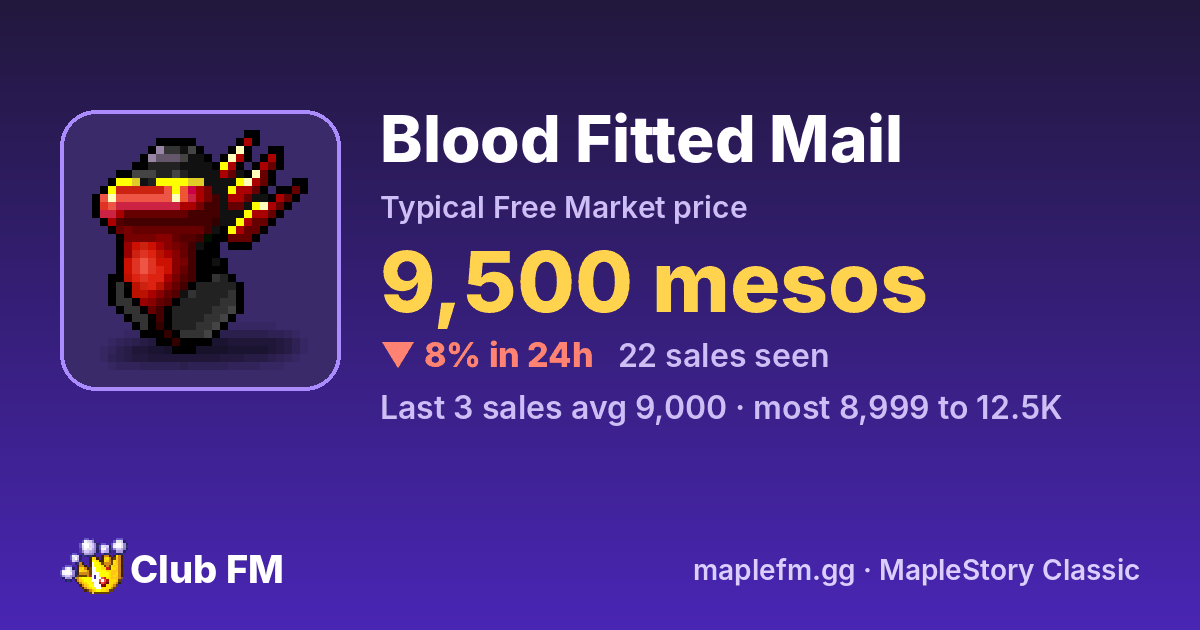 Blood Fitted Mail
Typical Free Market price
9,500 mesos
▼ 8% in 24h 22 sales seen
Last 3 sales avg 9,000 · most 8,999 to 12.5K
Club FM
maplefm.gg · MapleStory Classic